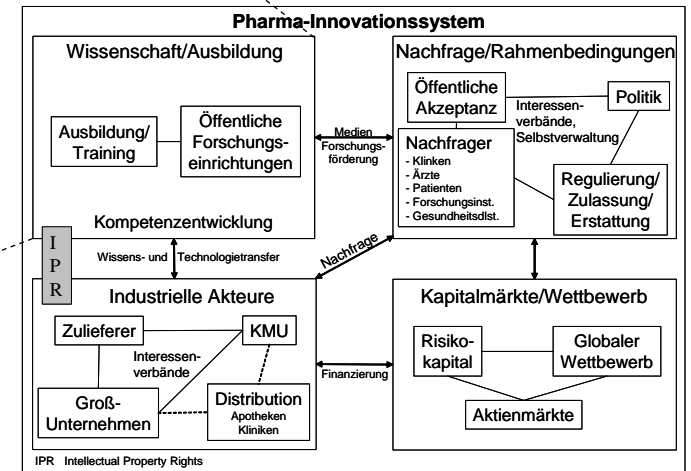 Pharma-Innovationssystem
Wissenschaft/Ausbildung
Ausbildung/
Training
Öffentliche
Forschungs-
einrichtungen
Kompetenzentwicklung
Medien
Forschungs-
förderung
Nachfrage/Rahmenbedingungen
Öffentliche
Akzeptanz
Interessen-
verbände,
Selbstverwaltung
Politik
Nachfrager
- Klinken
- Ärzte
- Patienten
- Forschungsinst.
- Gesundheitsdlst.
Regulierung/
Zulassung/
Erstattung
I
P
R
Wissens- und Technologietransfer
Nachfrage
Industrielle Akteure
Zulieferer
KMU
Interessen-
verbände
Groß-
Unternehmen
Distribution
Apotheken
Kliniken
Finanzierung
Kapitalmärkte/Wettbewerb
Risiko-
kapital
Globaler
Wettbewerb
Aktienmärkte
IPR Intellectual Property Rights